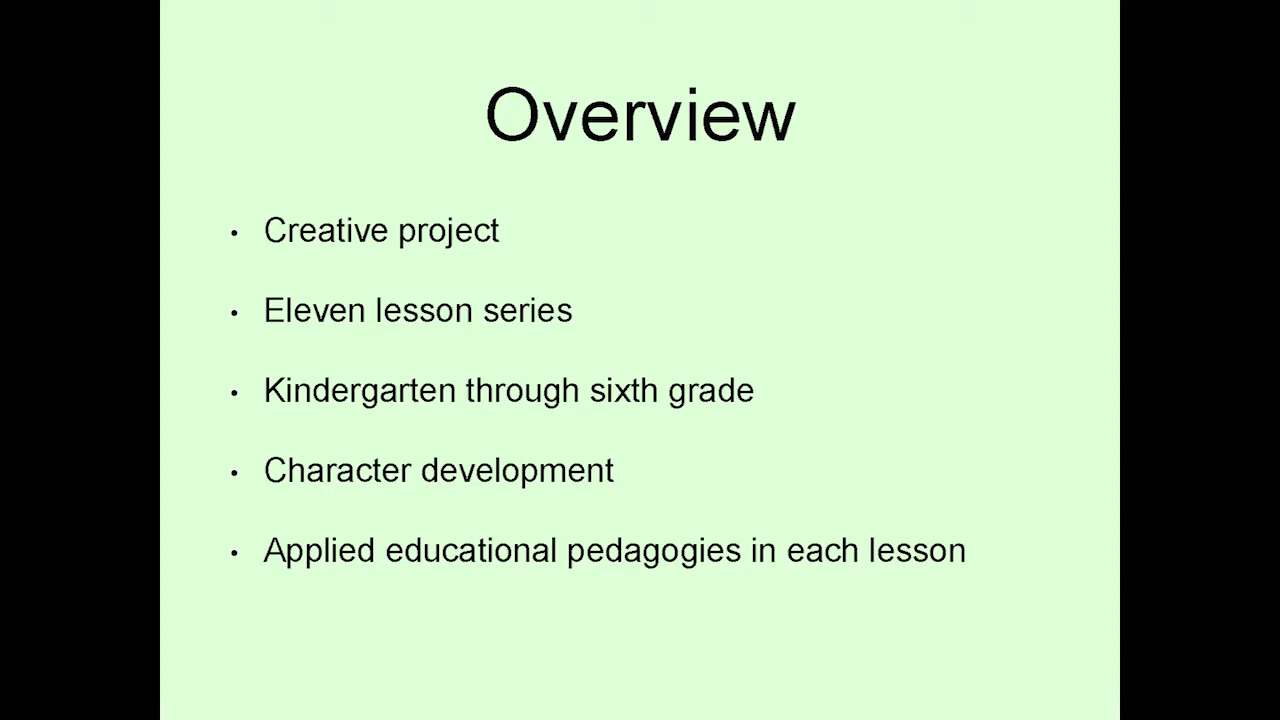 Overview
• Creative project
• Eleven lesson series
• Kindergarten through sixth grade
• Character development
• Applied educational pedagogies in each lesson